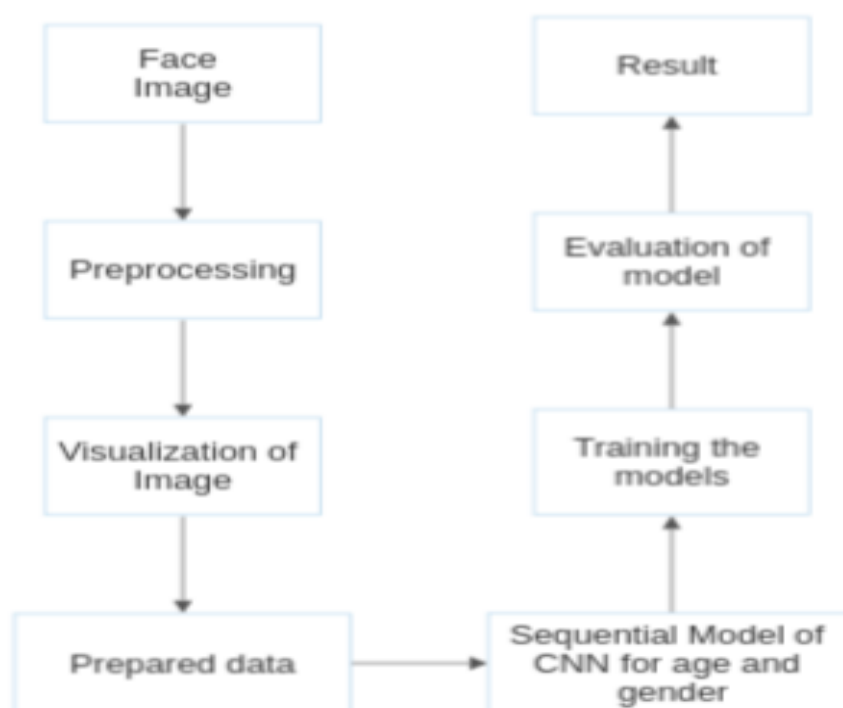 Face
Image
Preprocessing
Visualization of
Image
Prepared data
Sequential Model of
CNN for age and
gender
Training the
models
Evaluation of
model
Result